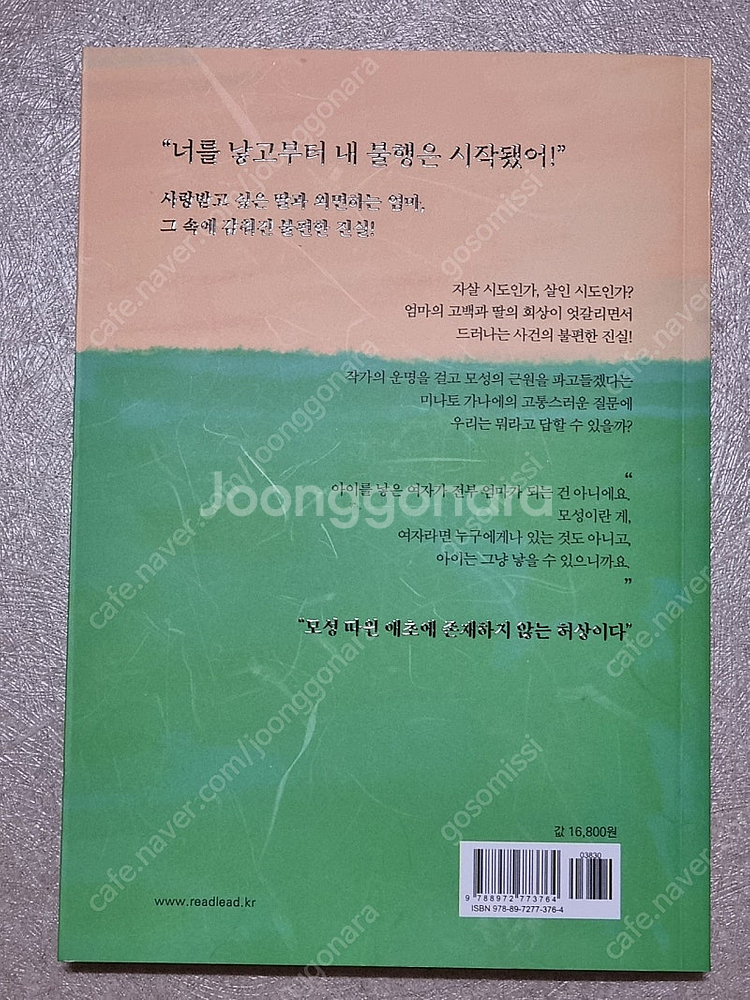 “너를 낳고부터 내 불행은 시작됐어!”
사랑받고 싶은 딸과 외면하는 엄마,
그 속에 감춰진 불편한 진실!
자살 시도인가, 살인 시도인가?
엄마의 고백과 딸의 회상이 엇갈리면서
드러나는 사건의 불편한 진실!
작가의 운명을 걸고 모성의 근원을 파고들겠다는
미나토 가나에의 고통스러운 질문에
우리는 뭐라고 답할 수 있을까?
“
아이를 낳은 여자가 전부 엄마가 되는 건 아니에요.
Joonggonara
모성이란 게,
여자라면 누구에게나 있는 것도 아니고,
아이는 그냥 낳을 수 있으니까요.
”
“모성 따윈 애초에 존재하지 않는 허상이다”
값 16,800원
03830
9 788972 773764
ISBN 978-89-7277-376-4
www.readlead.kr
cafe.naver.com/joonggonara
gosomissi